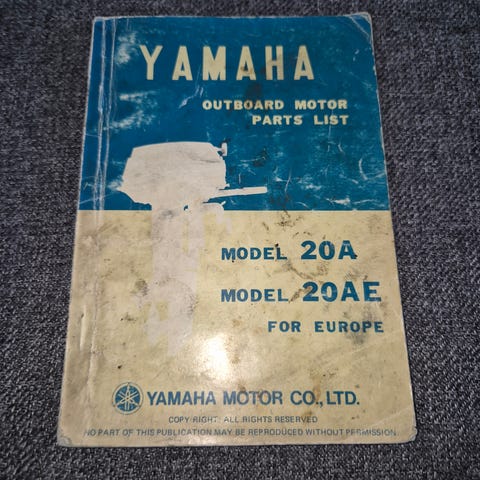 YAMAHA
OUTBOARD MOTOR
PARTS LIST
MODEL 20A
MODEL 20AE
FOR EUROPE
YAMAHA MOTOR CO., LTD.
COPY RIGHT: ALL RIGHTS RESERVED
NO PART OF THIS PUBLICATION MAY BE REPRODUCED WITHOUT PERMISSION